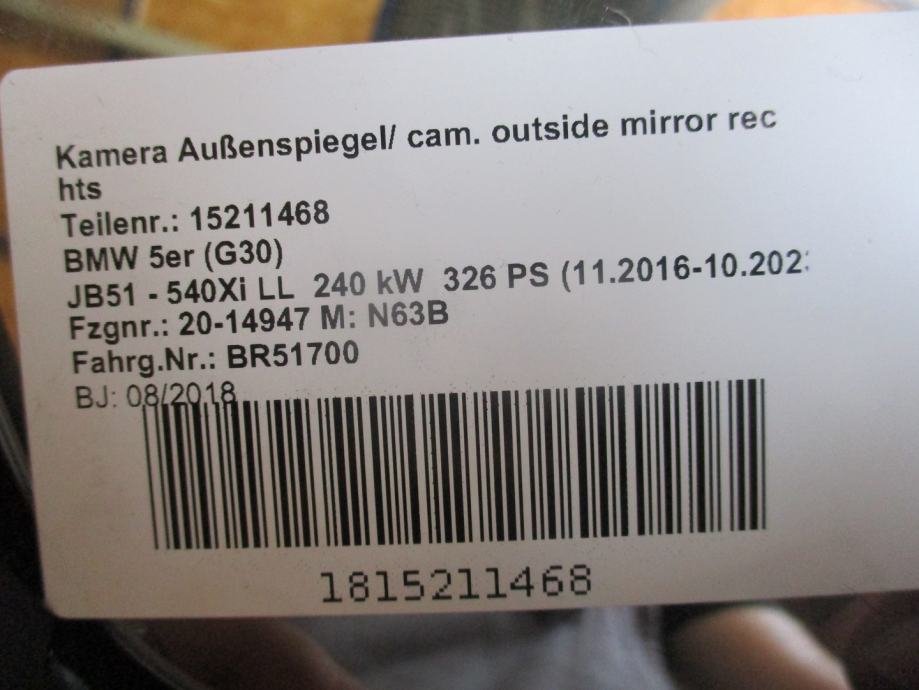 Kamera Außenspiegel/ cam. outside mirror rec
hts
Teilenr.: 15211468
BMW 5er (G30)
JB51 - 540Xi LL 240 kW 326 PS (11.2016-10.202
Fzgnr.: 20-14947 M: N63B
Fahrg.Nr.: BR51700
BJ: 08/2018
1815211468